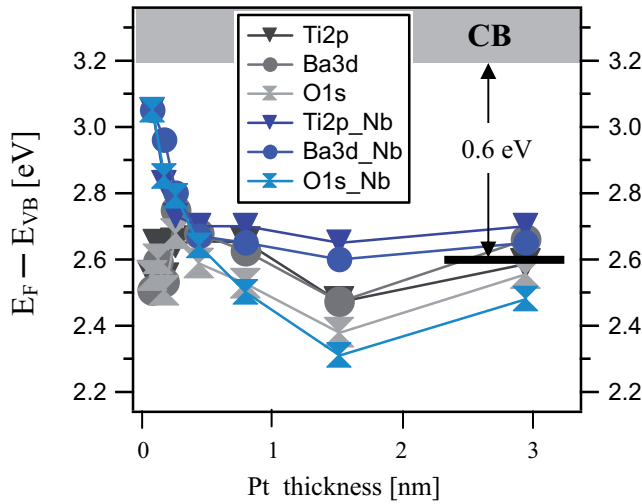 CB
Ti2p
Ba3d
O1s
Ti2p_Nb
Ba3d_Nb
O1s_Nb
0.6 eV
E_F — E_VB [eV]
3.2
3.0
2.8
2.6
2.4
2.2
3.2
3.0
2.8
2.6
2.4
2.2
0 1 2 3
Pt thickness [nm]